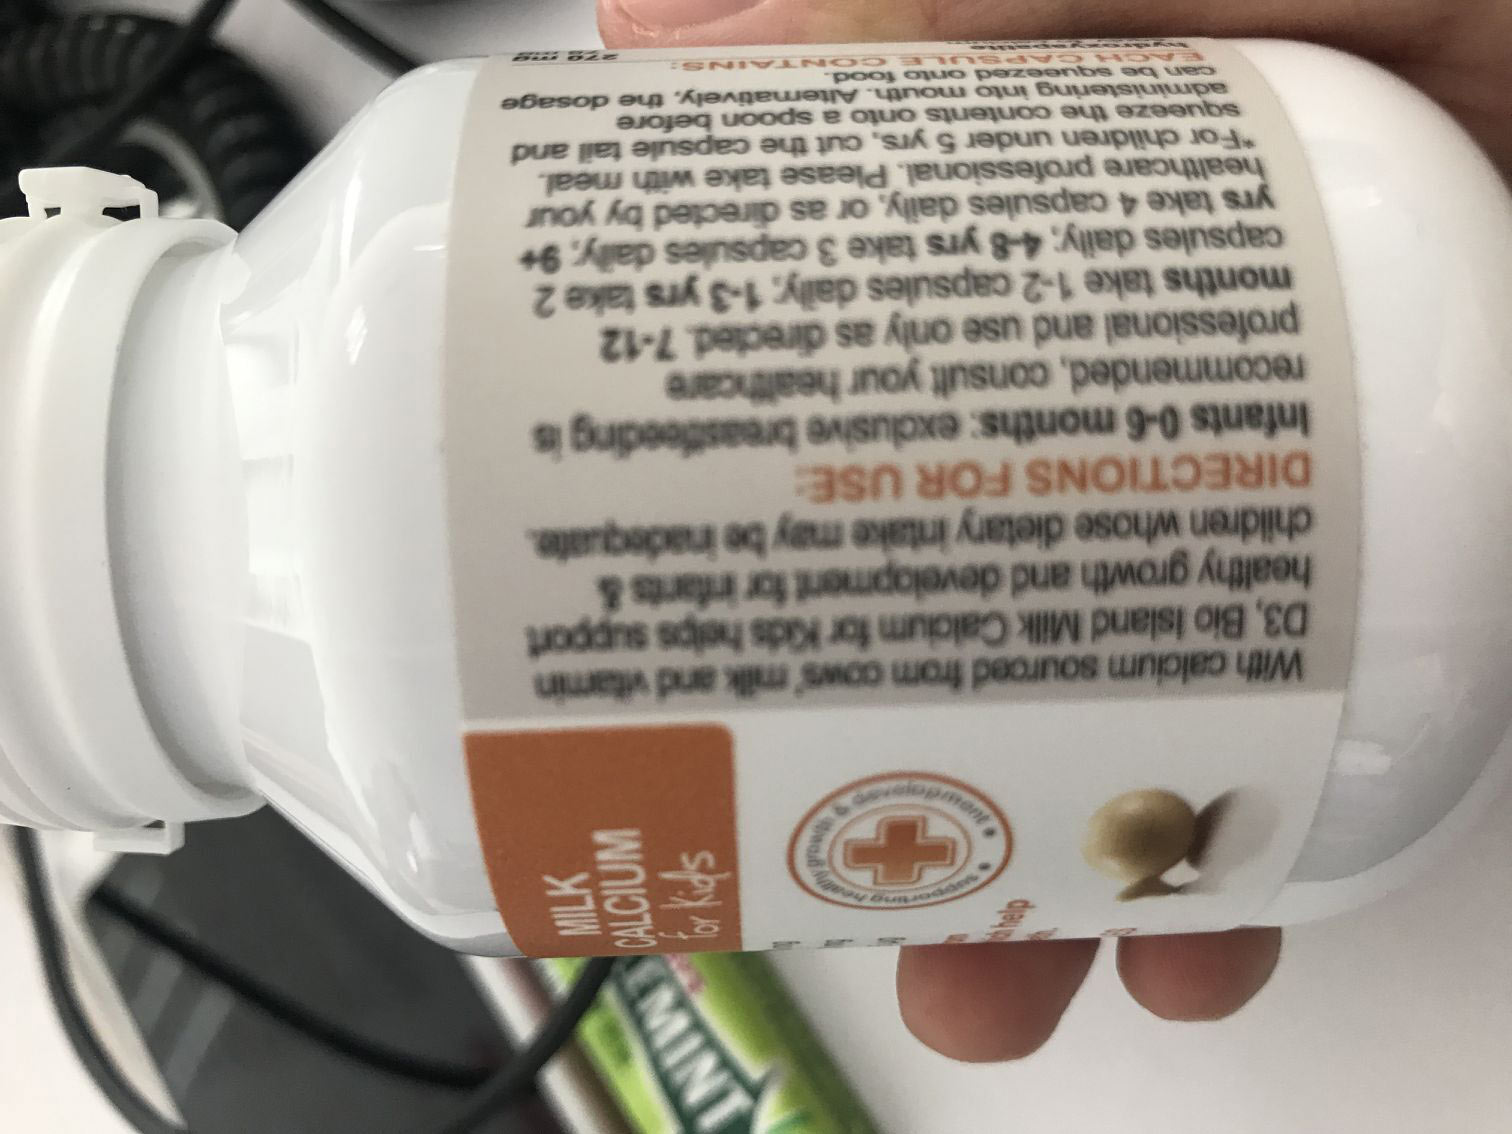 With calcium sourced from cows' milk and vitamin
D3, Bio Island Milk Calcium for Kids helps support
healthy growth and development for infants &
children whose dietary intake may be inadequate.
DIRECTIONS FOR USE:
Infants 0-6 months: exclusive breastfeeding is
recommended, consult your healthcare
professional and use only as directed. 7-12
months take 1-2 capsules daily; 1-3 yrs take 2
capsules daily; 4-8 yrs take 3 capsules daily; 9+
yrs take 4 capsules daily, or as directed by your
healthcare professional. Please take with meal.
*For children under 5 yrs, cut the capsule tail and
squeeze the contents onto a spoon before
administering into mouth. Alternatively, the dosage
can be squeezed onto food.
EACH CAPSULE CONTAINS:
hydroxyapatite 275 mg
MILK
CALCIUM
for Kids
supporting healthy growth & development
help
EMINT